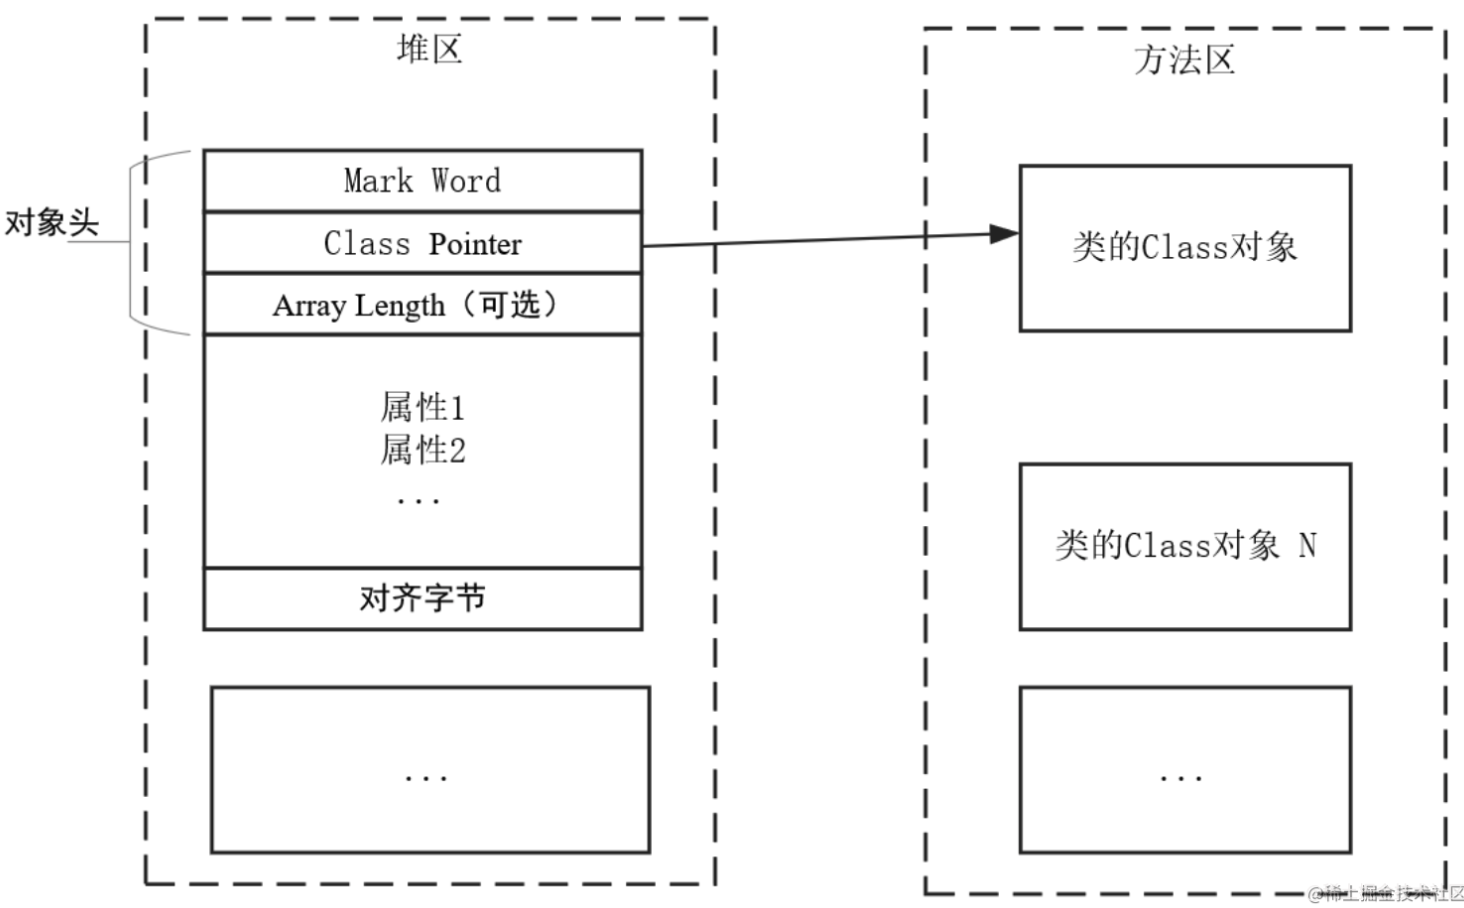 堆区
方法区
对象头
Mark Word
Class Pointer
Array Length（可选）
属性1
属性2
...
对齐字节
...
类的Class对象
类的Class对象 N
...
@稀土掘金技术社区